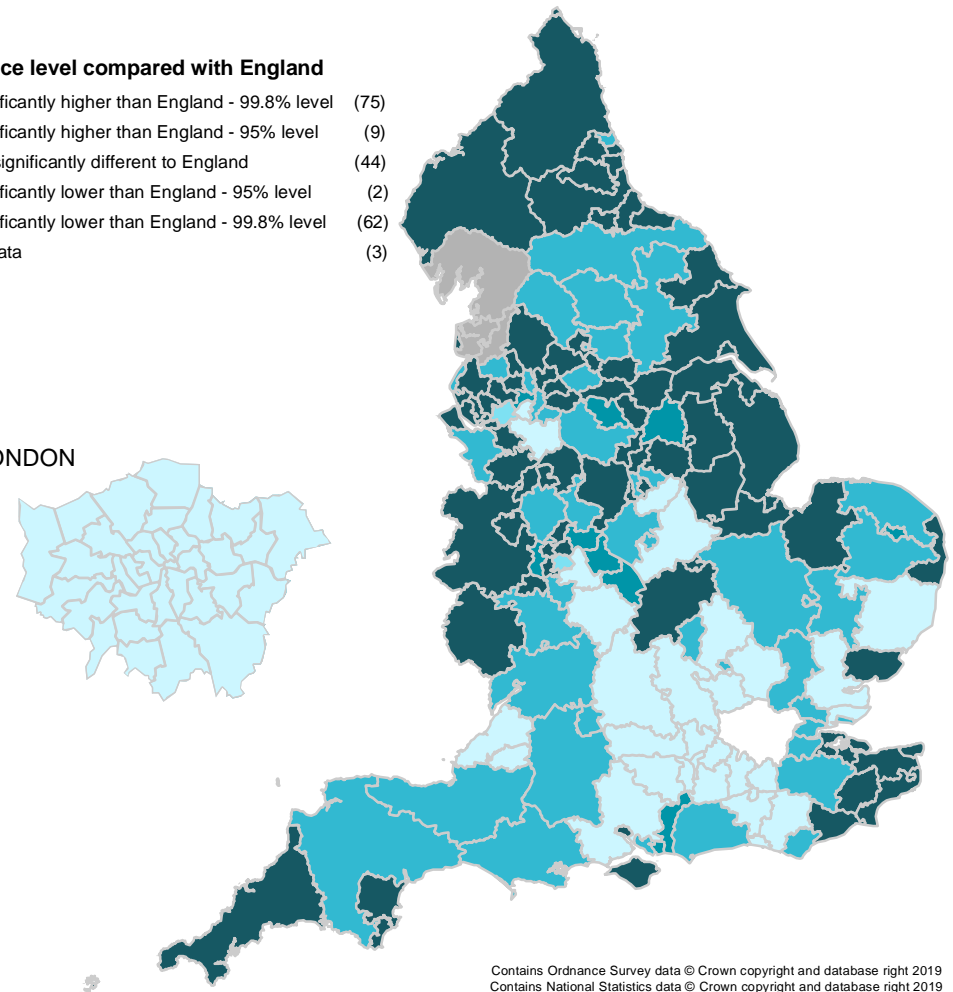 ce level compared with England
ficantly higher than England - 99.8% level (75)
ficantly higher than England - 95% level (9)
significantly different to England (44)
ficantly lower than England - 95% level (2)
ficantly lower than England - 99.8% level (62)
ata (3)
ONDON
Contains Ordnance Survey data © Crown copyright and database right 2019
Contains National Statistics data © Crown copyright and database right 2019